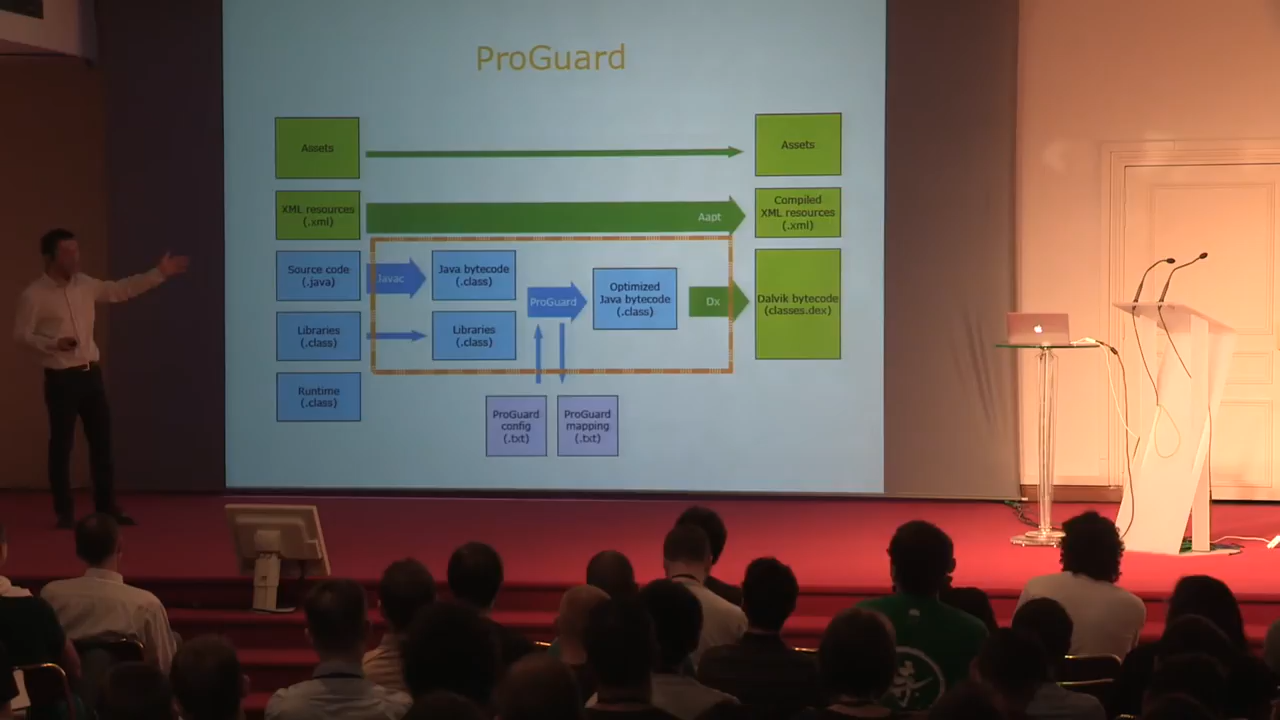 ProGuard
Assets
Assets
XML resources
(.xml)
Aapt
Compiled
XML resources
(.xml)
Source code
(.java)
Javac
Java bytecode
(.class)
ProGuard
Optimized
Java bytecode
(.class)
Dx
Dalvik bytecode
(classes.dex)
Libraries
(.class)
Libraries
(.class)
Runtime
(.class)
ProGuard
config
(.txt)
ProGuard
mapping
(.txt)